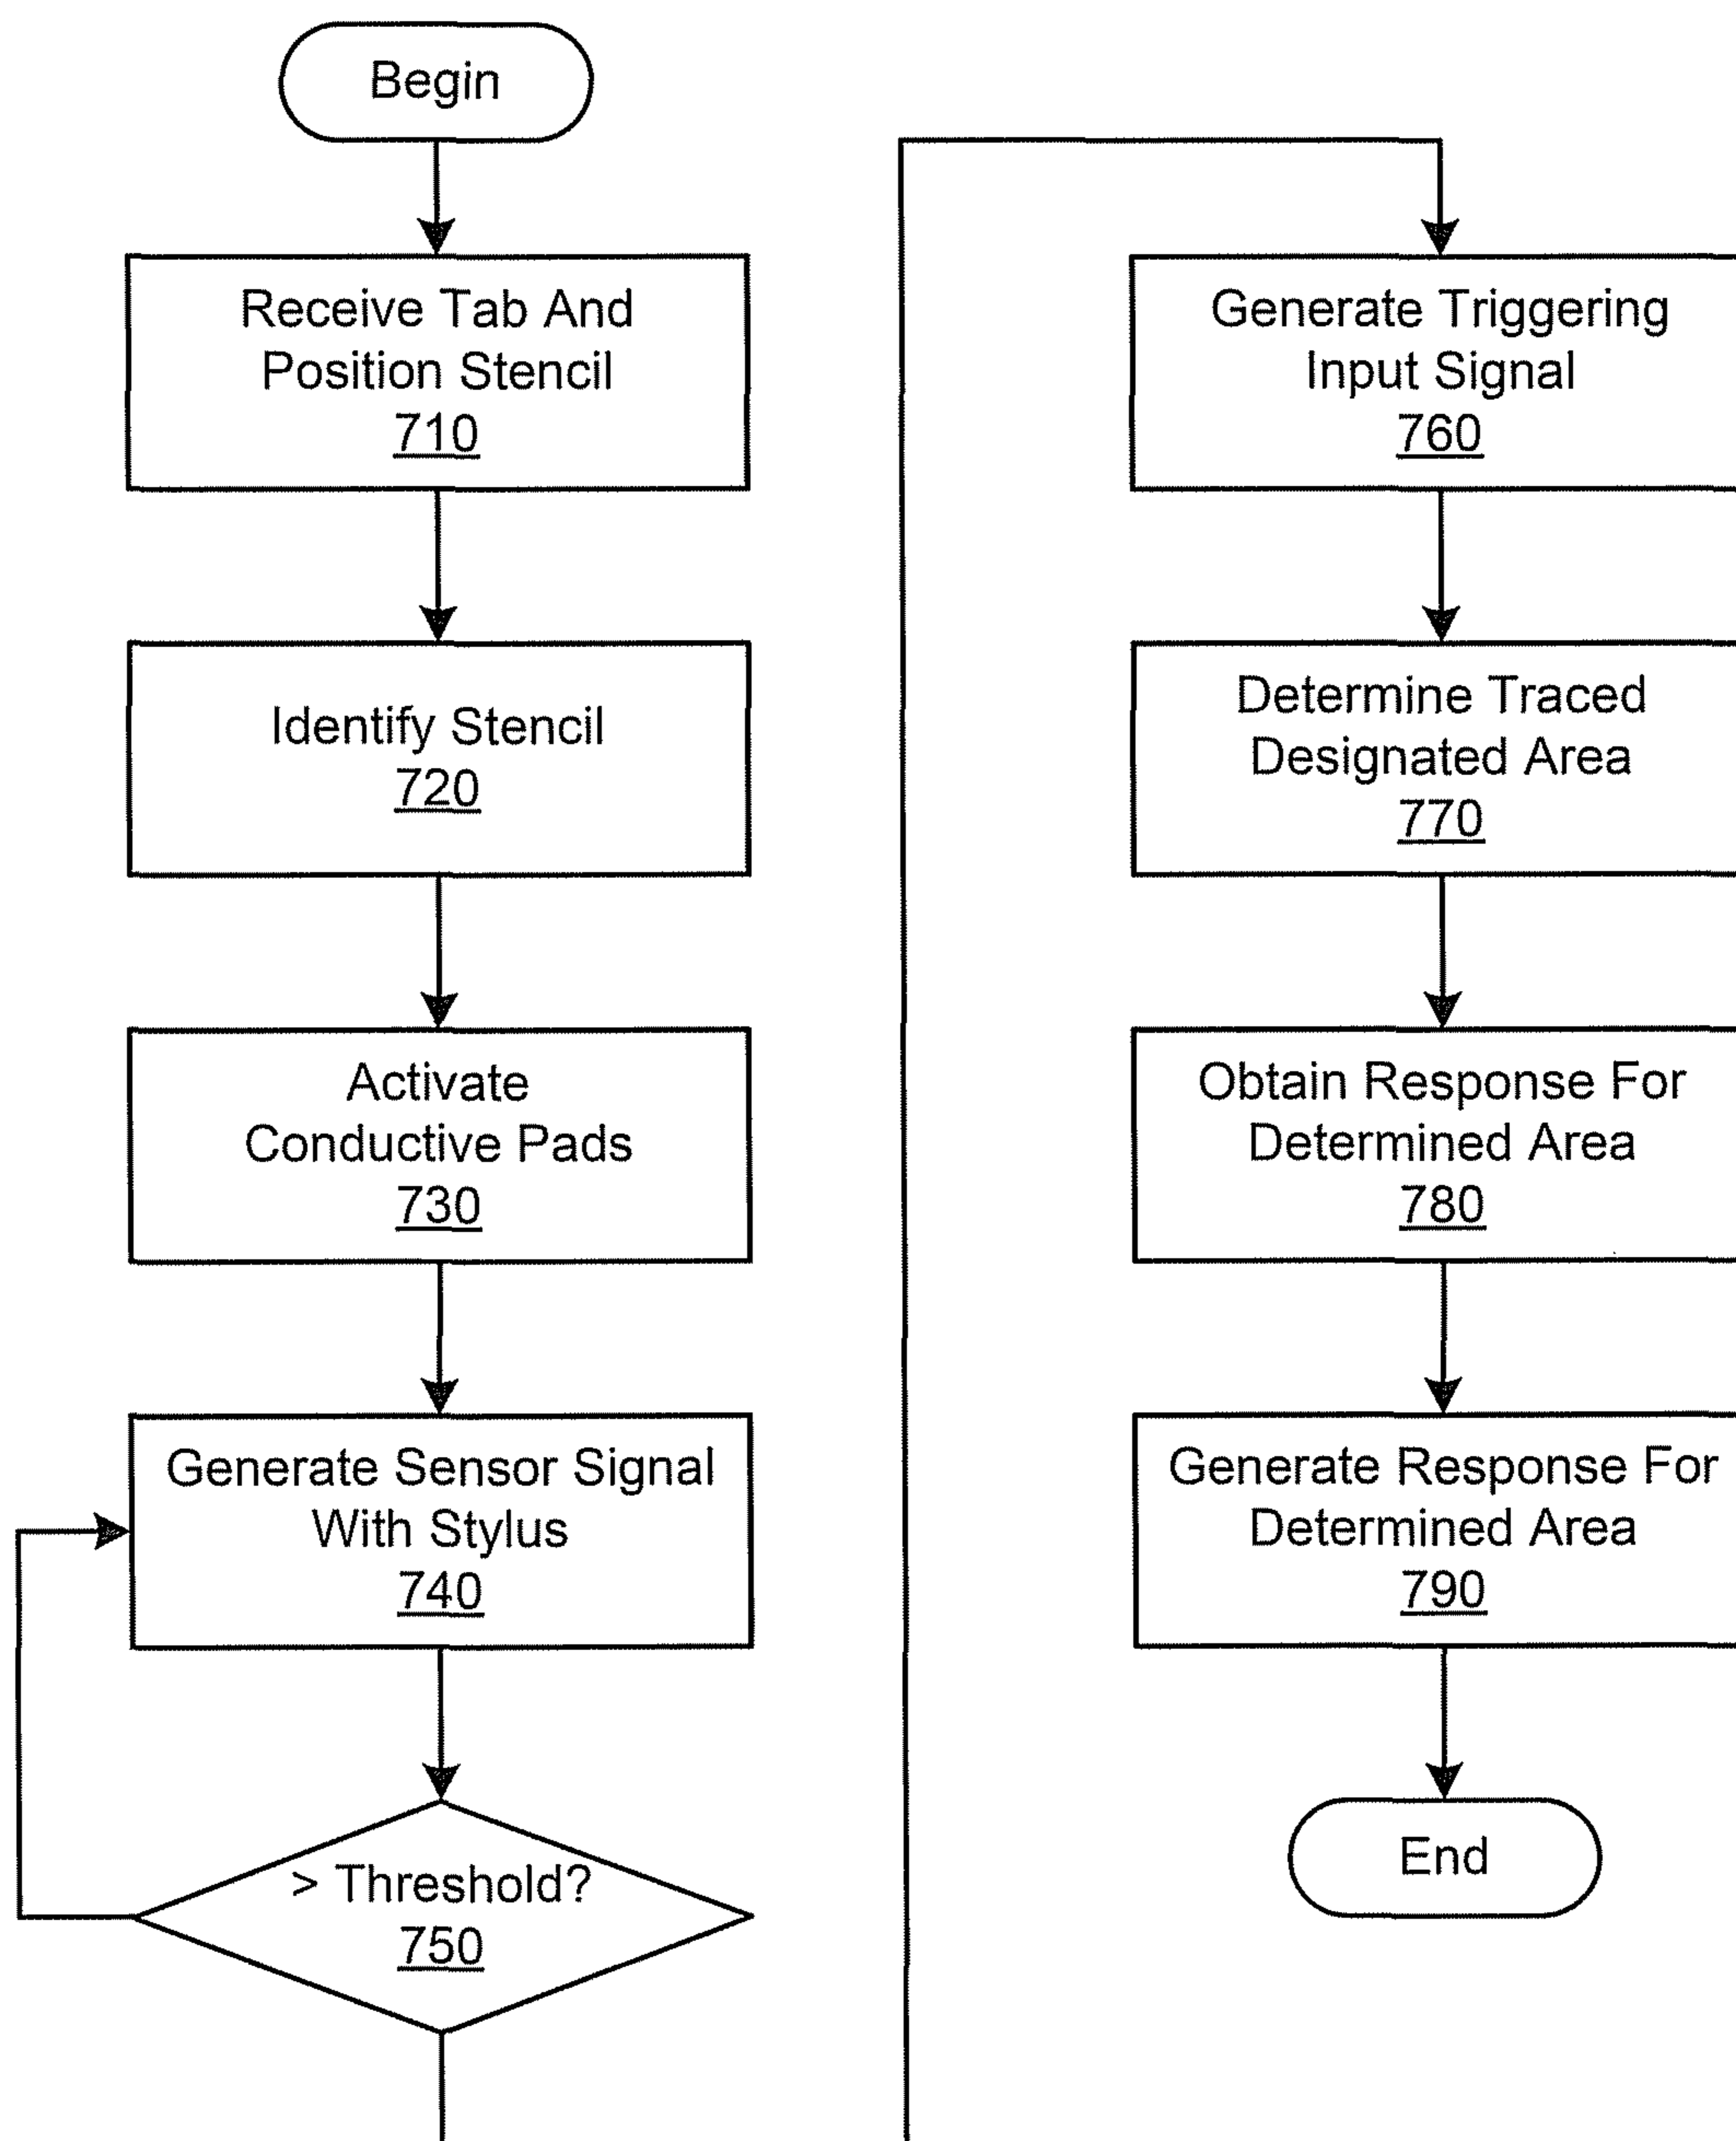 Begin
Receive Tab And
Position Stencil
710
Identify Stencil
720
Activate
Conductive Pads
730
Generate Sensor Signal
With Stylus
740
> Threshold?
750
Generate Triggering
Input Signal
760
Determine Traced
Designated Area
770
Obtain Response For
Determined Area
780
Generate Response For
Determined Area
790
End